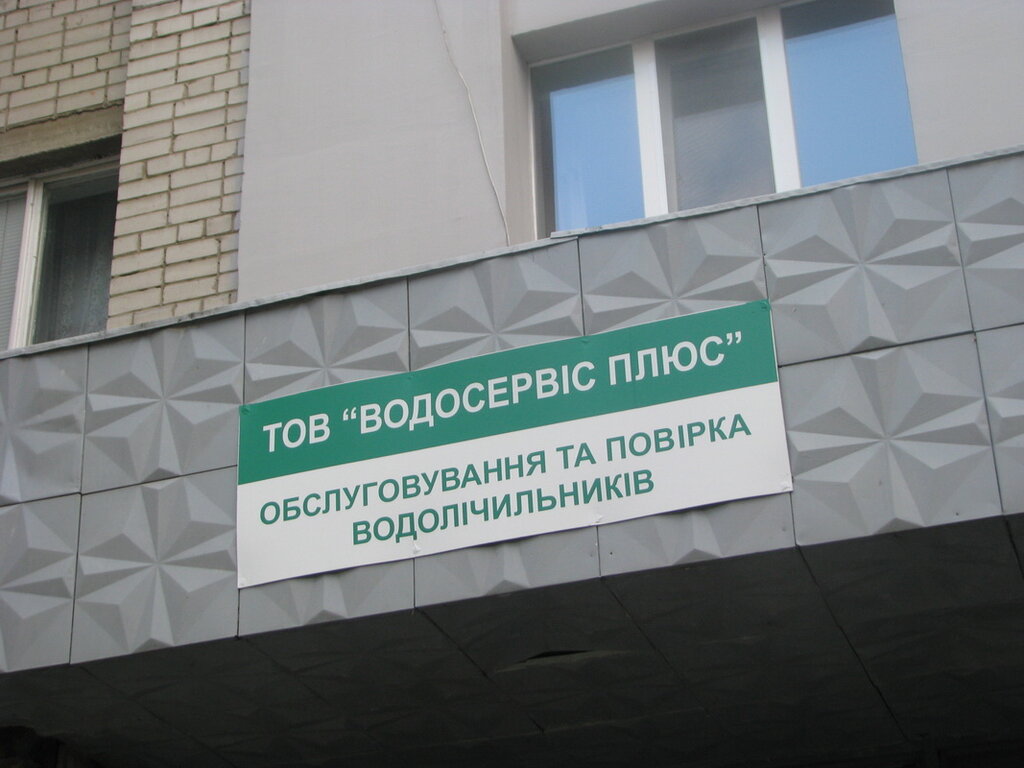 ТОВ “ВОДОСЕРВІС ПЛЮС”
ОБСЛУГОВУВАННЯ ТА ПОВІРКА
ВОДОЛІЧИЛЬНИКІВ